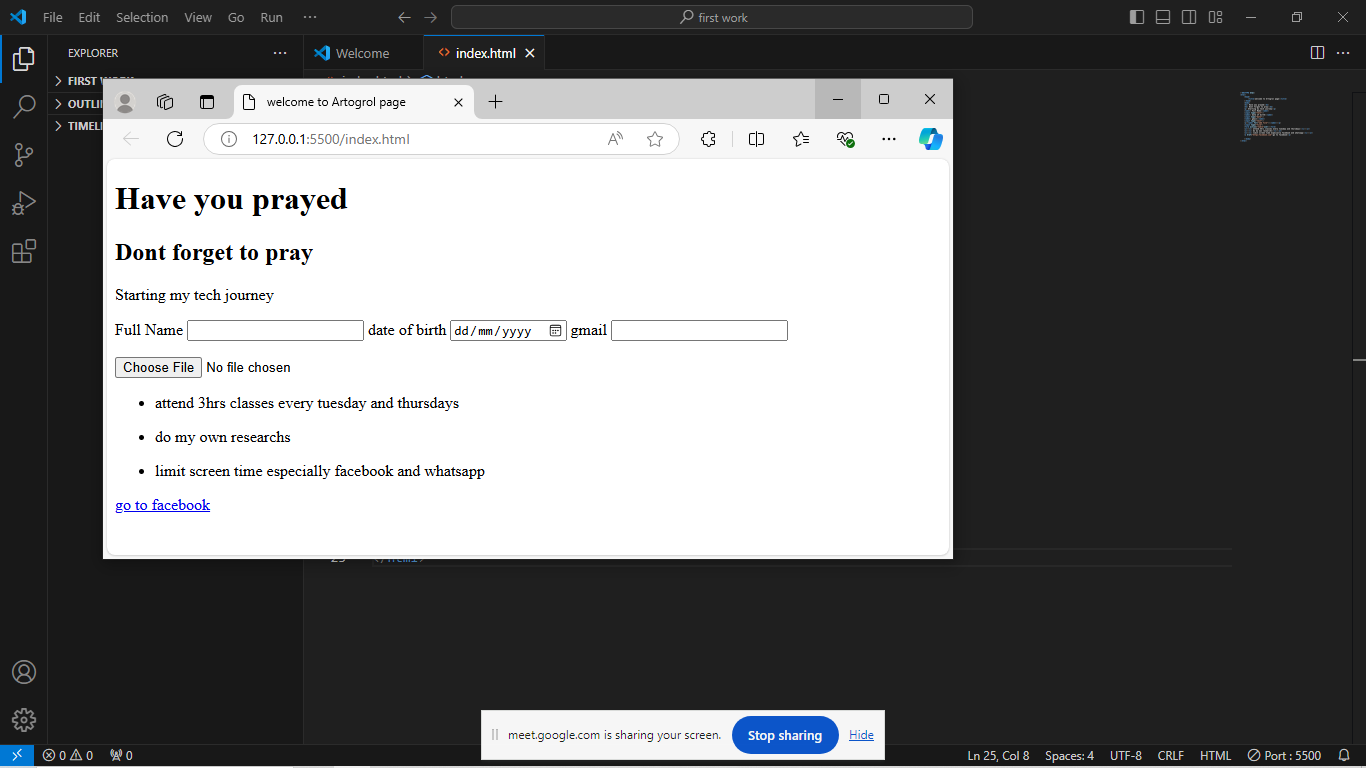 File Edit Selection View Go Run ··· first work
EXPLORER ··· Welcome index.html
FIRST
OUTLI
TIMELI
welcome to Artogrol page
127.0.0.1:5500/index.html
Have you prayed
Dont forget to pray
Starting my tech journey
Full Name date of birth dd/mm/yyyy gmail
Choose File No file chosen
• attend 3hrs classes every tuesday and thursdays
• do my own researchs
• limit screen time especially facebook and whatsapp
go to facebook
meet.google.com is sharing your screen. Stop sharing Hide
0 0 0 Ln 25, Col 8 Spaces: 4 UTF-8 CRLF HTML Port : 5500